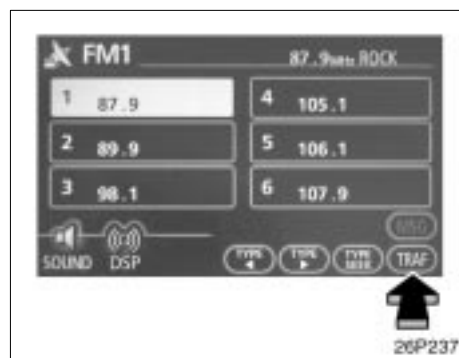 FM1 87.9MHz ROCK
1 87.9
4 105.1
2 89.9
5 106.1
3 98.1
6 107.9
MSG
SOUND DSP TYPE TYPE TYPE SEEK TRAF
26P237